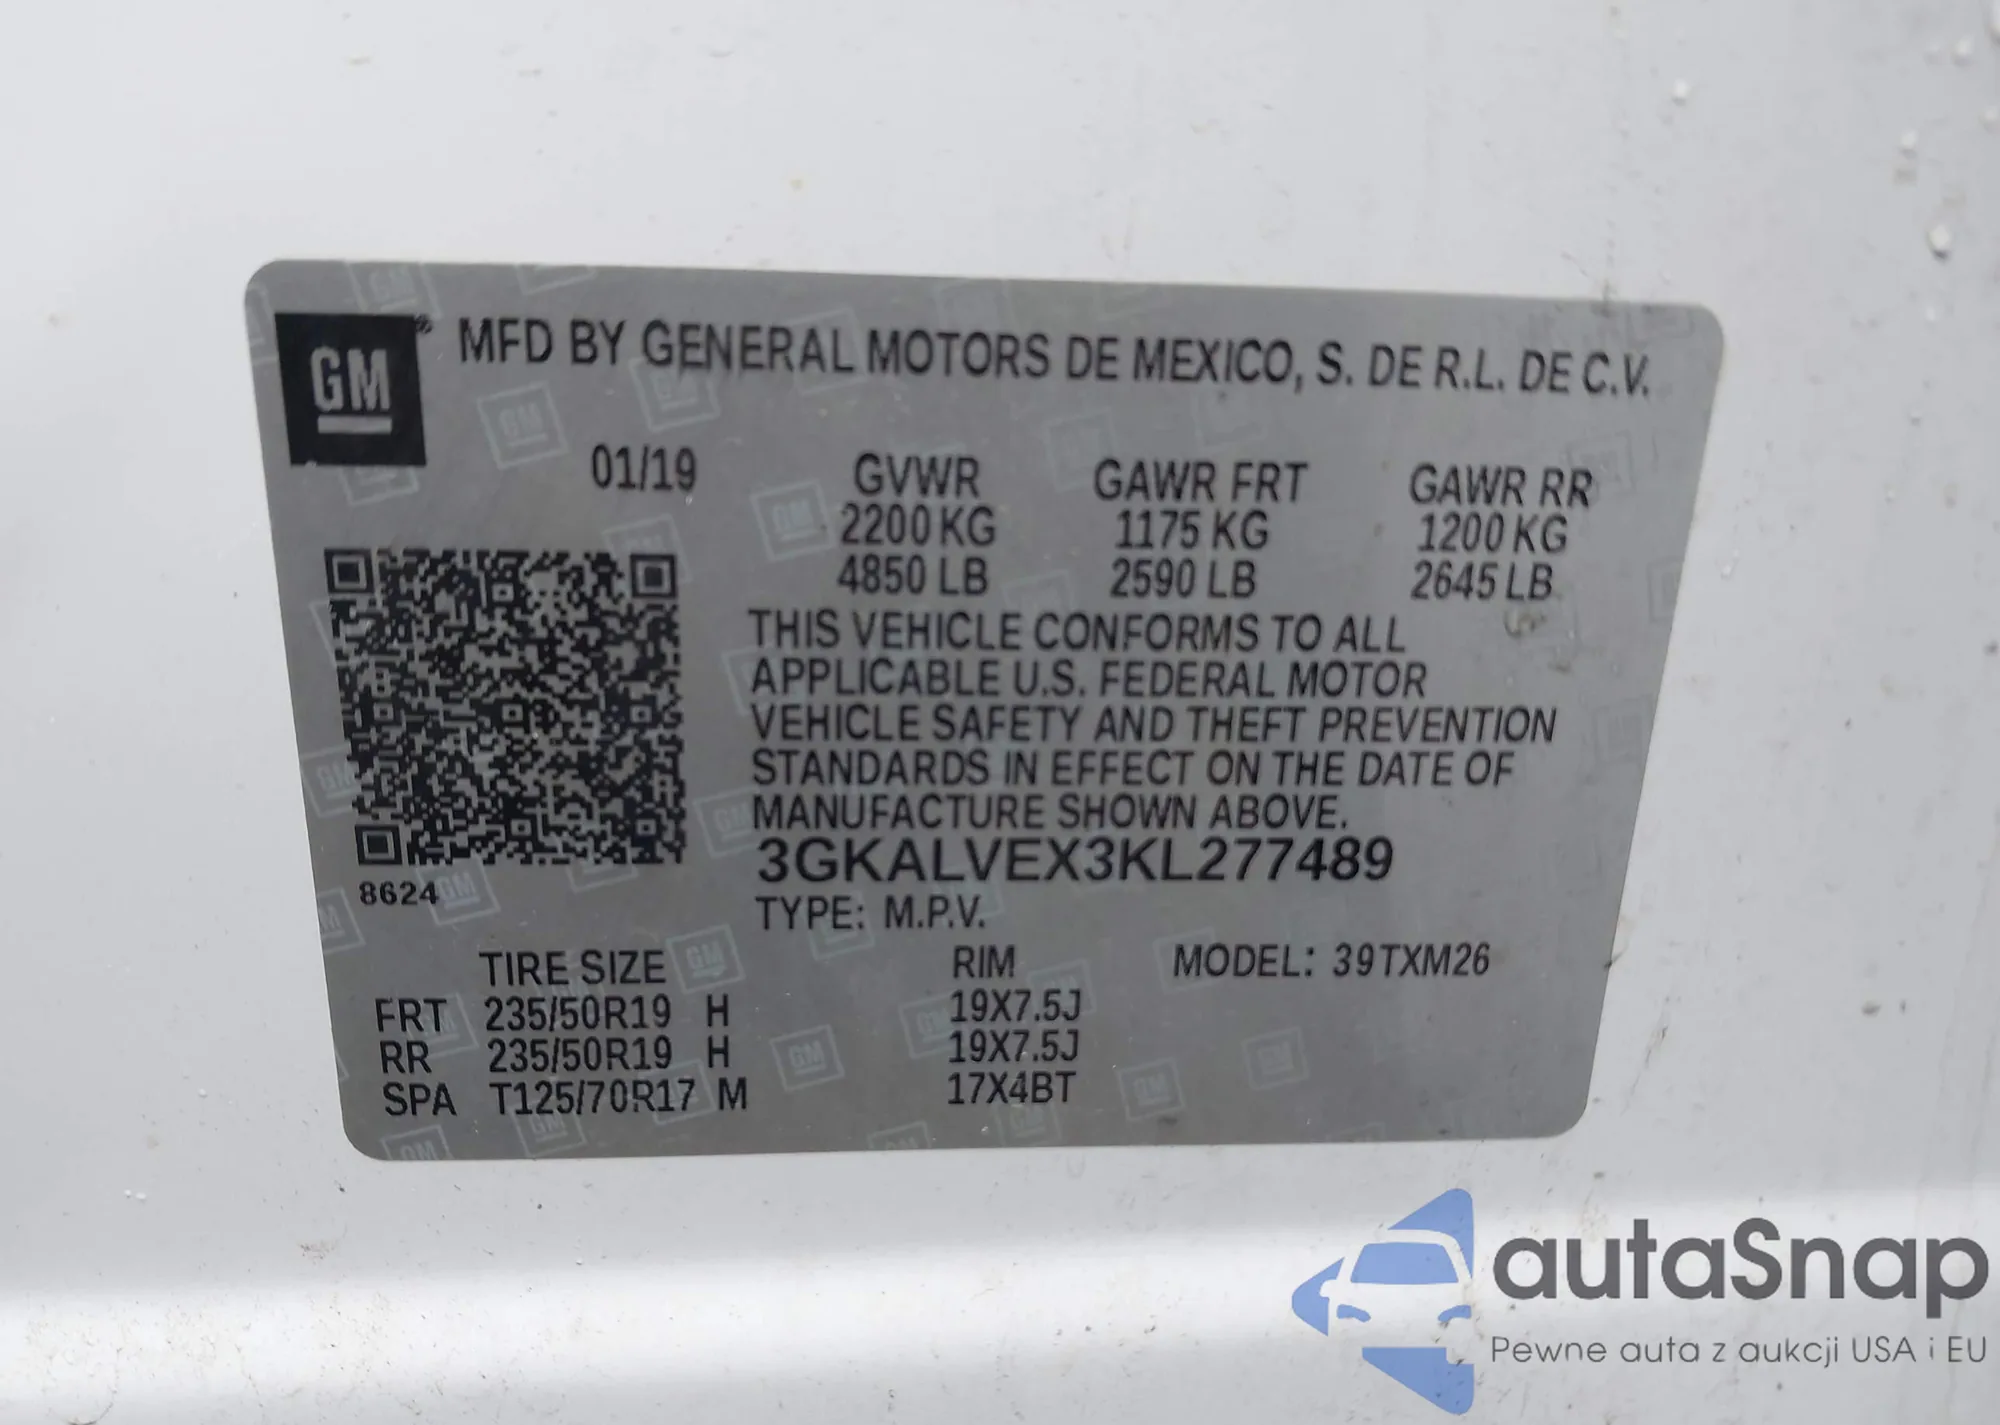 GM® MFD BY GENERAL MOTORS DE MEXICO, S. DE R.L. DE C.V.
01/19 GVWR GAWR FRT GAWR RR
2200 KG 1175 KG 1200 KG
4850 LB 2590 LB 2645 LB
THIS VEHICLE CONFORMS TO ALL
APPLICABLE U.S. FEDERAL MOTOR
VEHICLE SAFETY AND THEFT PREVENTION
STANDARDS IN EFFECT ON THE DATE OF
MANUFACTURE SHOWN ABOVE.
3GKALVEX3KL277489
8624
TYPE: M.P.V.
TIRE SIZE RIM MODEL: 39TXM26
FRT 235/50R19 H 19X7.5J
RR 235/50R19 H 19X7.5J
SPA T125/70R17 M 17X4BT
autaSnap
Pewne auta z aukcji USA i EU